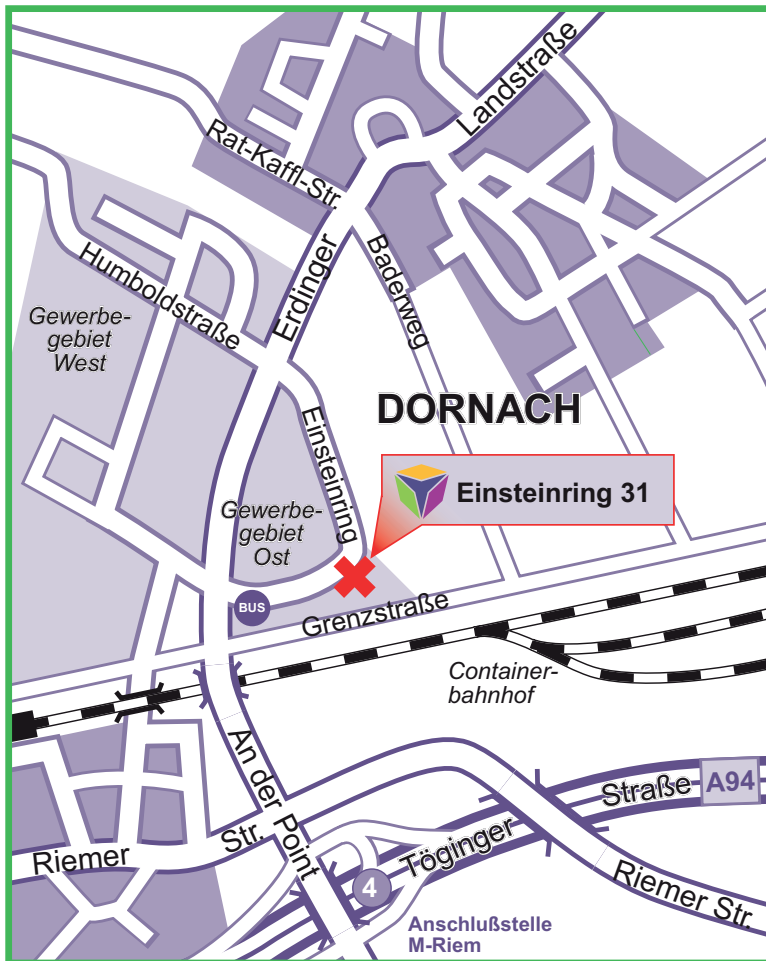 Landstraße
Rat-Kaffl-Str.
Erdinger
Baderweg
Humboldstraße
Gewerbe-
gebiet
West
DORNACH
Einsteinring
Einsteinring 31
Gewerbe-
gebiet
Ost
BUS
Grenzstraße
Container-
bahnhof
An der Point
Straße
A94
Riemer
Str.
Töginger
4
Riemer Str.
Anschlußstelle
M-Riem